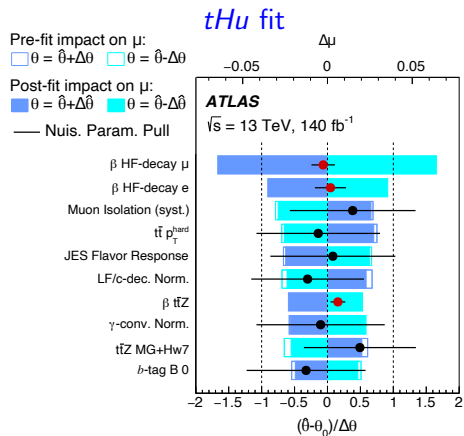 tHu fit
Pre-fit impact on μ:
θ = θ̂+Δθ θ = θ̂-Δθ
Post-fit impact on μ:
θ = θ̂+Δθ̂ θ = θ̂-Δθ̂
Nuis. Param. Pull
Δμ
−0.05 0 0.05
ATLAS
√s = 13 TeV, 140 fb⁻¹
β HF-decay μ
β HF-decay e
Muon Isolation (syst.)
tt̄ p_T^hard
JES Flavor Response
LF/c-dec. Norm.
β tt̄Z
γ-conv. Norm.
tt̄Z MG+Hw7
b-tag B 0
−2 −1.5 −1 −0.5 0 0.5 1 1.5 2
(θ̂-θ₀)/Δθ